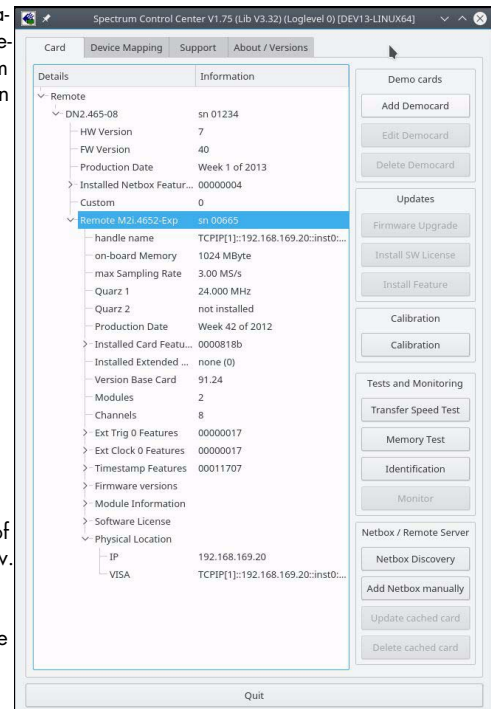 Spectrum Control Center V1.75 (Lib V3.32) (Loglevel 0) [DEV13-LINUX64]
Card Device Mapping Support About / Versions
Details Information
Remote
DN2.465-08 sn 01234
HW Version 7
FW Version 40
Production Date Week 1 of 2013
Installed Netbox Featur... 00000004
Custom 0
Remote M2i.4652-Exp sn 00665
handle name TCPIP[1]::192.168.169.20::inst0:...
on-board Memory 1024 MByte
max Sampling Rate 3.00 MS/s
Quarz 1 24.000 MHz
Quarz 2 not installed
Production Date Week 42 of 2012
Installed Card Featu... 0000818b
Installed Extended ... none (0)
Version Base Card 91.24
Modules 2
Channels 8
Ext Trig 0 Features 00000017
Ext Clock 0 Features 00000017
Timestamp Features 00011707
Firmware versions
Module Information
Software License
Physical Location
IP 192.168.169.20
VISA TCPIP[1]::192.168.169.20::inst0:...
Demo cards
Add Democard
Edit Democard
Delete Democard
Updates
Firmware Upgrade
Install SW License
Install Feature
Calibration
Calibration
Tests and Monitoring
Transfer Speed Test
Memory Test
Identification
Monitor
Netbox / Remote Server
Netbox Discovery
Add Netbox manually
Update cached card
Delete cached card
Quit
a-
e-
m
n
of
v.
e